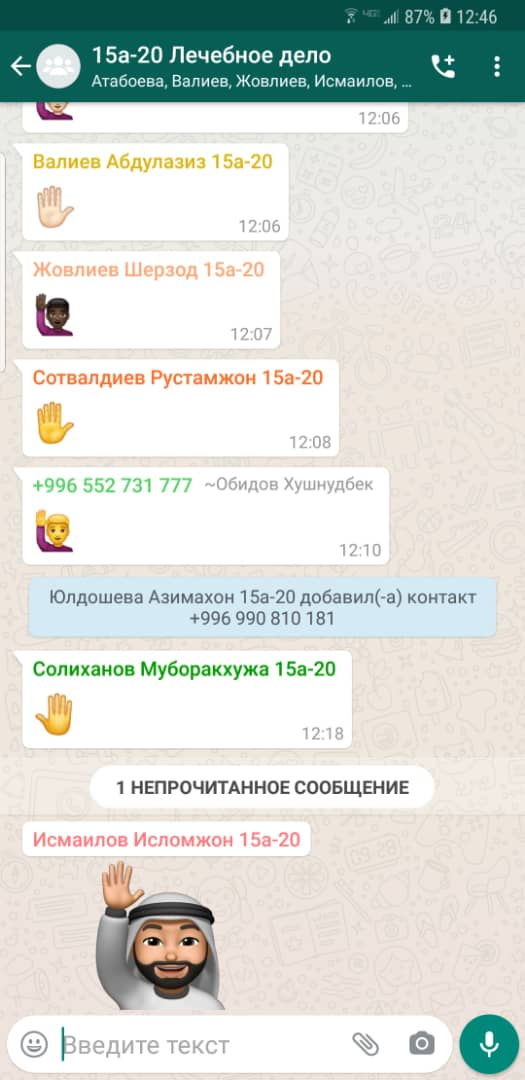 87% 12:46
15а-20 Лечебное дело
Атабоева, Валиев, Жовлиев, Исмаилов, ...
12:06
Валиев Абдулазиз 15а-20
12:06
Жовлиев Шерзод 15а-20
12:07
Сотвалдиев Рустамжон 15а-20
12:08
+996 552 731 777 ~Обидов Хушнудбек
12:10
Юлдошева Азимахон 15а-20 добавил(-а) контакт
+996 990 810 181
Солиханов Муборакхужа 15а-20
12:18
1 НЕПРОЧИТАННОЕ СООБЩЕНИЕ
Исмаилов Исломжон 15а-20
Введите текст